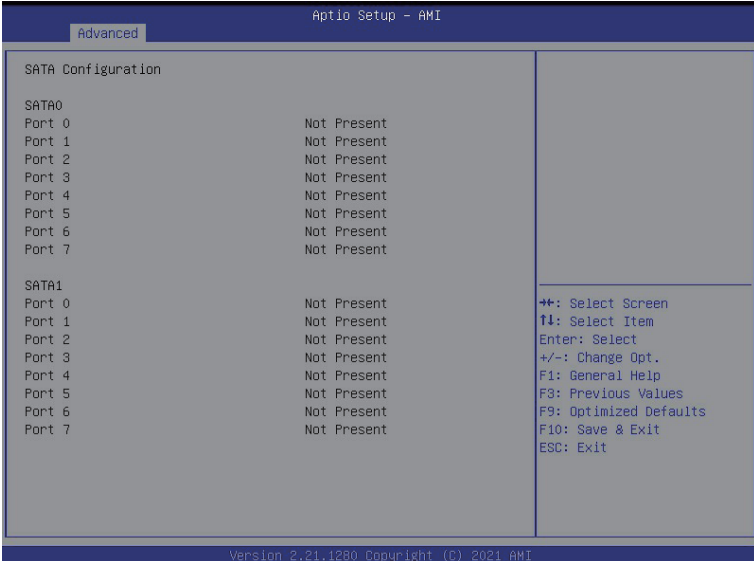 Aptio Setup – AMI
Advanced
SATA Configuration
SATA0
Port 0 Not Present
Port 1 Not Present
Port 2 Not Present
Port 3 Not Present
Port 4 Not Present
Port 5 Not Present
Port 6 Not Present
Port 7 Not Present
SATA1
Port 0 Not Present
Port 1 Not Present
Port 2 Not Present
Port 3 Not Present
Port 4 Not Present
Port 5 Not Present
Port 6 Not Present
Port 7 Not Present
→←: Select Screen
↑↓: Select Item
Enter: Select
+/-: Change Opt.
F1: General Help
F3: Previous Values
F9: Optimized Defaults
F10: Save & Exit
ESC: Exit
Version 2.21.1280 Copyright (C) 2021 AMI